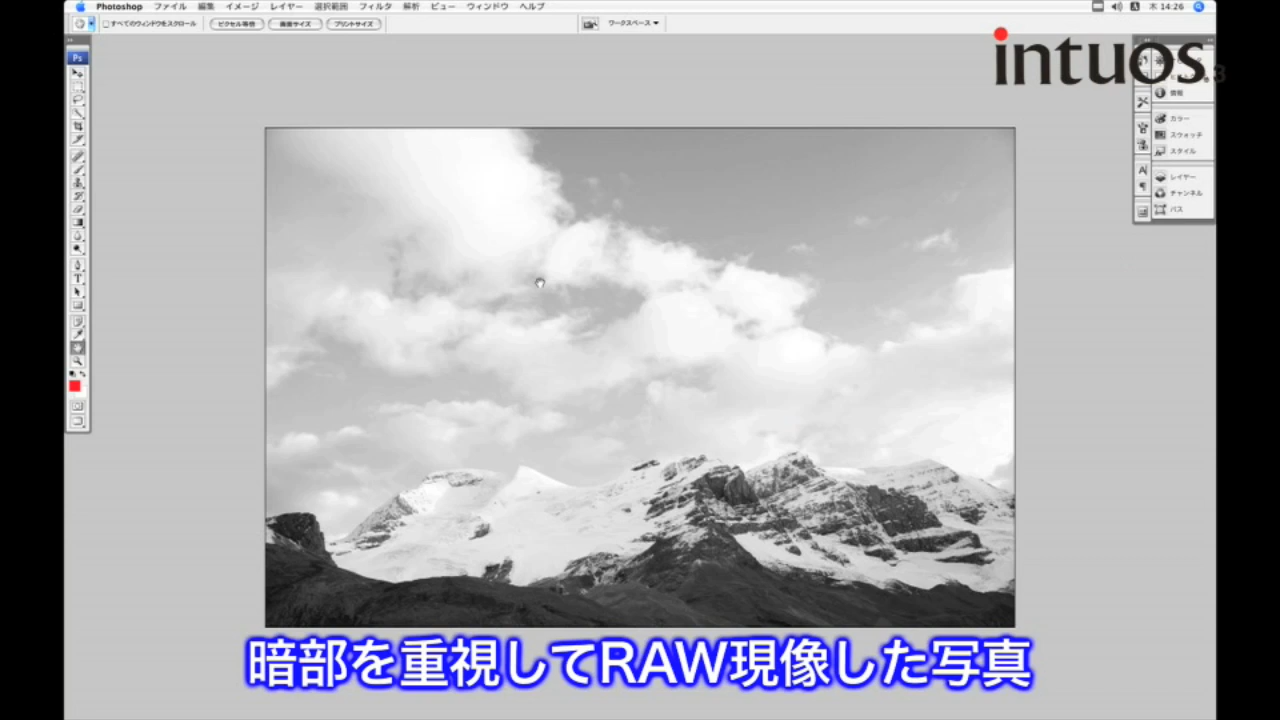 Photoshop ファイル 編集 イメージ レイヤー 選択範囲 フィルタ 解析 ビュー ウィンドウ ヘルプ
A 木 14:26
すべてのウィンドウをスクロール ピクセル等倍 画面サイズ プリントサイズ ワークスペース
intuos3
Ps
情報
カラー
スウォッチ
スタイル
レイヤー
チャンネル
パス
暗部を重視してRAW現像した写真